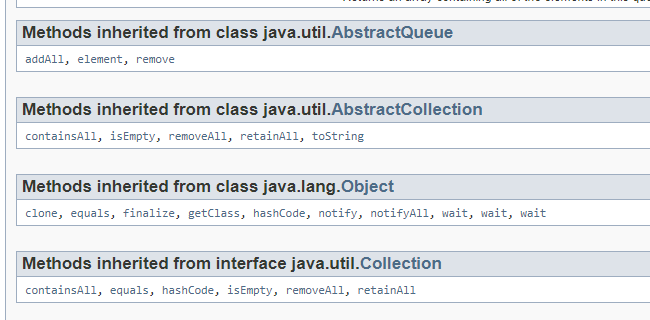 Returns an array containing all of the elements in this que
Methods inherited from class java.util.AbstractQueue
addAll, element, remove
Methods inherited from class java.util.AbstractCollection
containsAll, isEmpty, removeAll, retainAll, toString
Methods inherited from class java.lang.Object
clone, equals, finalize, getClass, hashCode, notify, notifyAll, wait, wait, wait
Methods inherited from interface java.util.Collection
containsAll, equals, hashCode, isEmpty, removeAll, retainAll